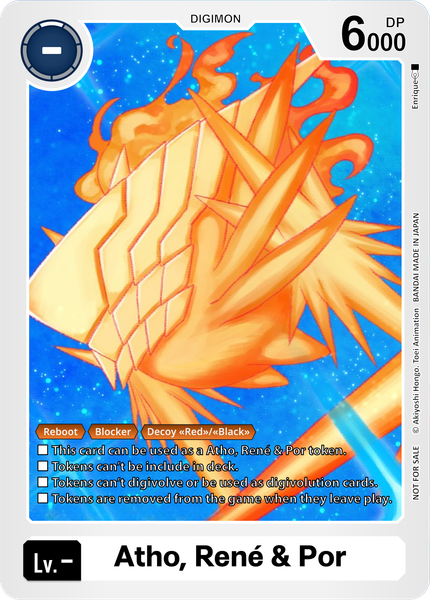 DIGIMON
-
DP
6000
Enrique
Reboot Blocker Decoy «Red»/«Black»
This card can be used as a Atho, René & Por token.
Tokens can't be include in deck.
Tokens can't digivolve or be used as digivolution cards.
Tokens are removed from the game when they leave play.
NOT FOR SALE © Akiyoshi Hongo. Toei Animation BANDAI MADE IN JAPAN
Lv.-
Atho, René & Por